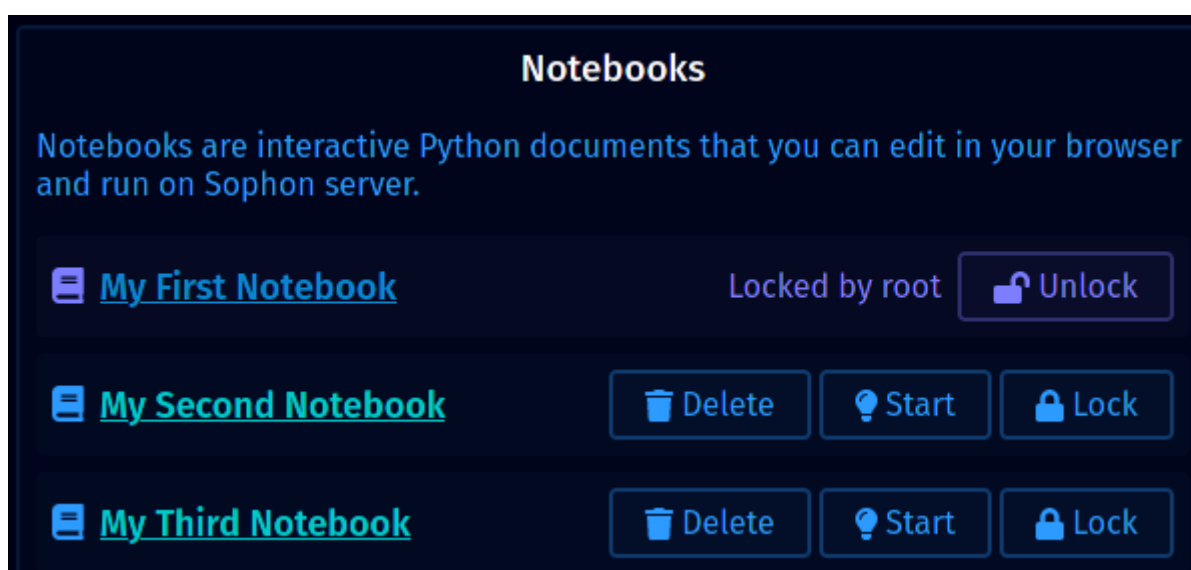 Notebooks
Notebooks are interactive Python documents that you can edit in your browser
and run on Sophon server.
My First Notebook Locked by root Unlock
My Second Notebook Delete Start Lock
My Third Notebook Delete Start Lock